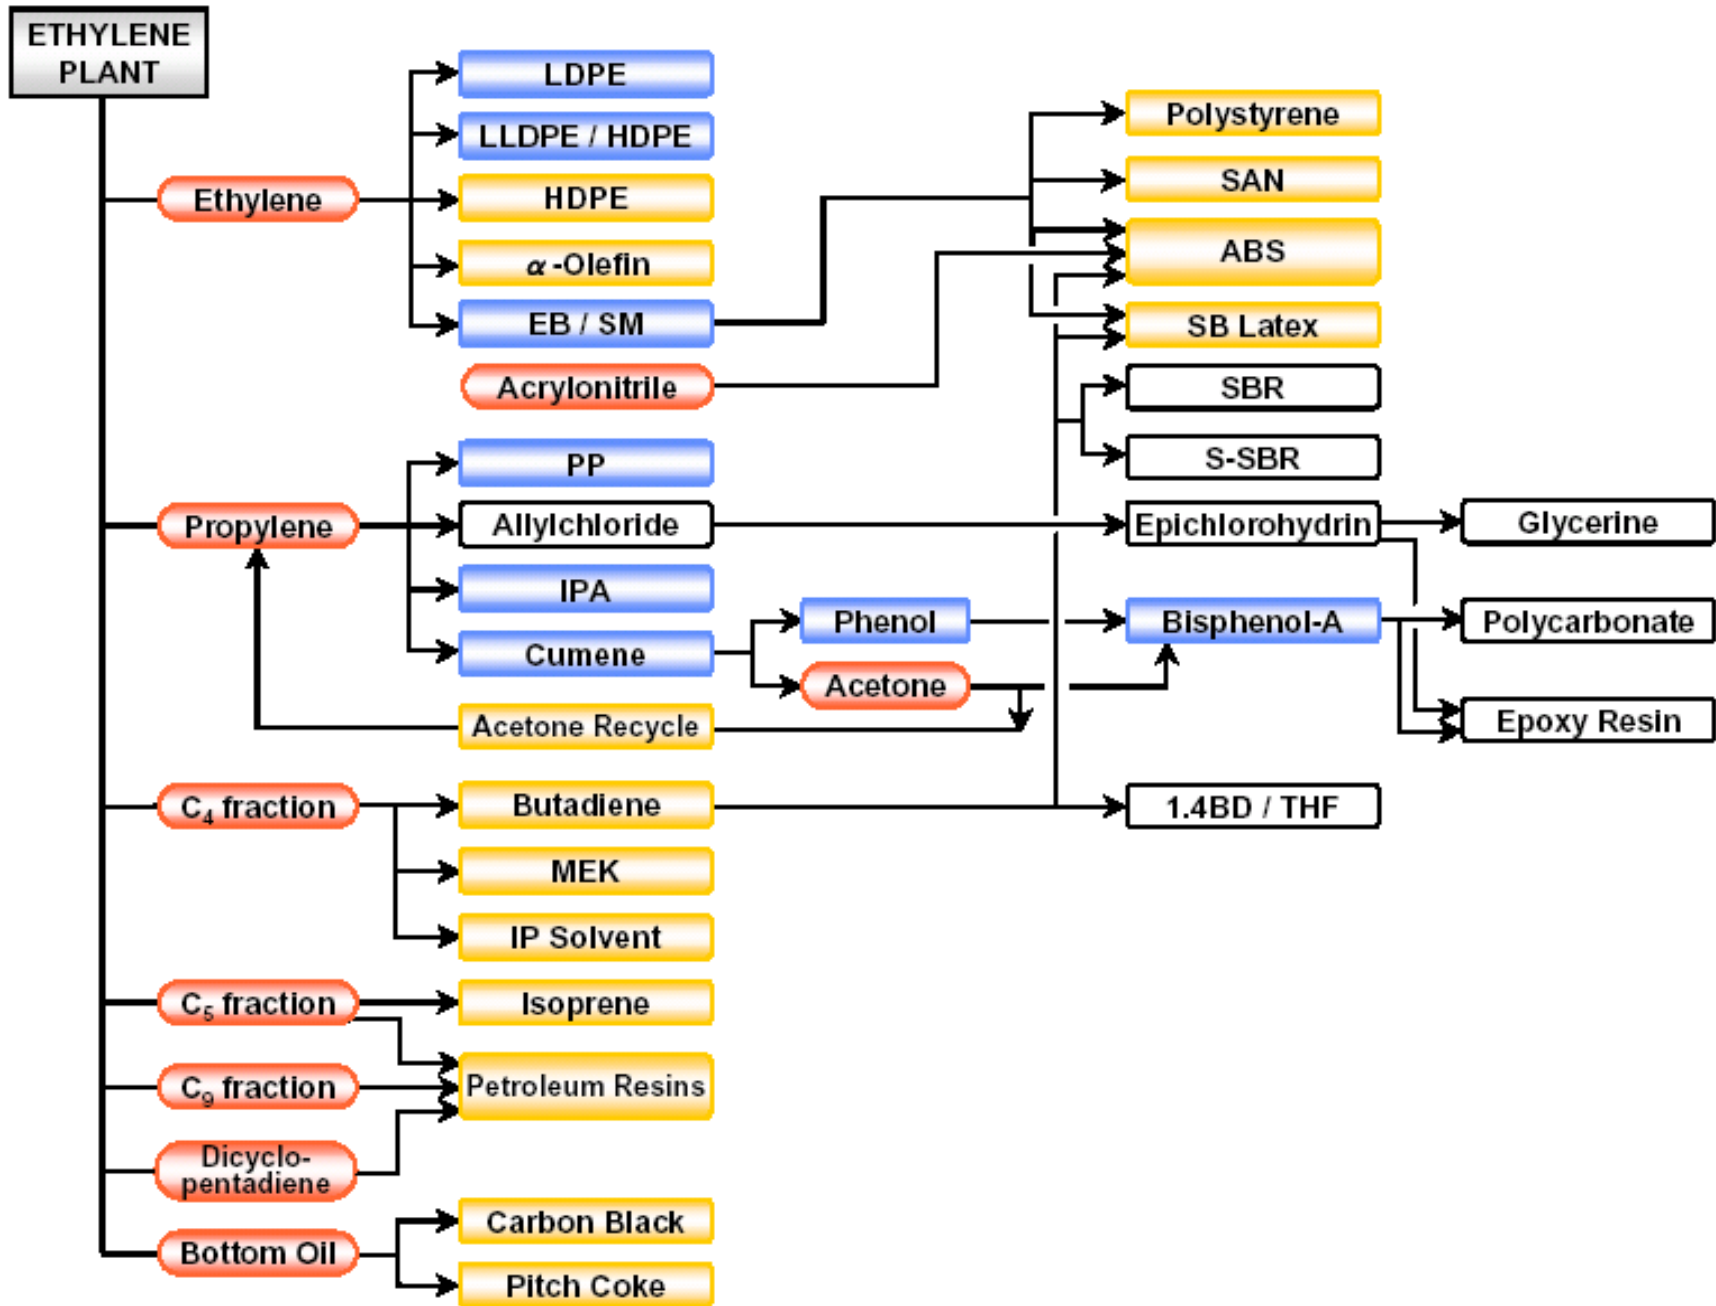 ETHYLENE
PLANT
LDPE
LLDPE / HDPE
Ethylene
HDPE
α -Olefin
EB / SM
Acrylonitrile
Polystyrene
SAN
ABS
SB Latex
SBR
S-SBR
PP
Propylene
Allylchloride
Epichlorohydrin
Glycerine
IPA
Cumene
Phenol
Bisphenol-A
Polycarbonate
Acetone
Acetone Recycle
Epoxy Resin
C₄ fraction
Butadiene
1.4BD / THF
MEK
IP Solvent
C₅ fraction
Isoprene
C₉ fraction
Petroleum Resins
Dicyclo-
pentadiene
Bottom Oil
Carbon Black
Pitch Coke